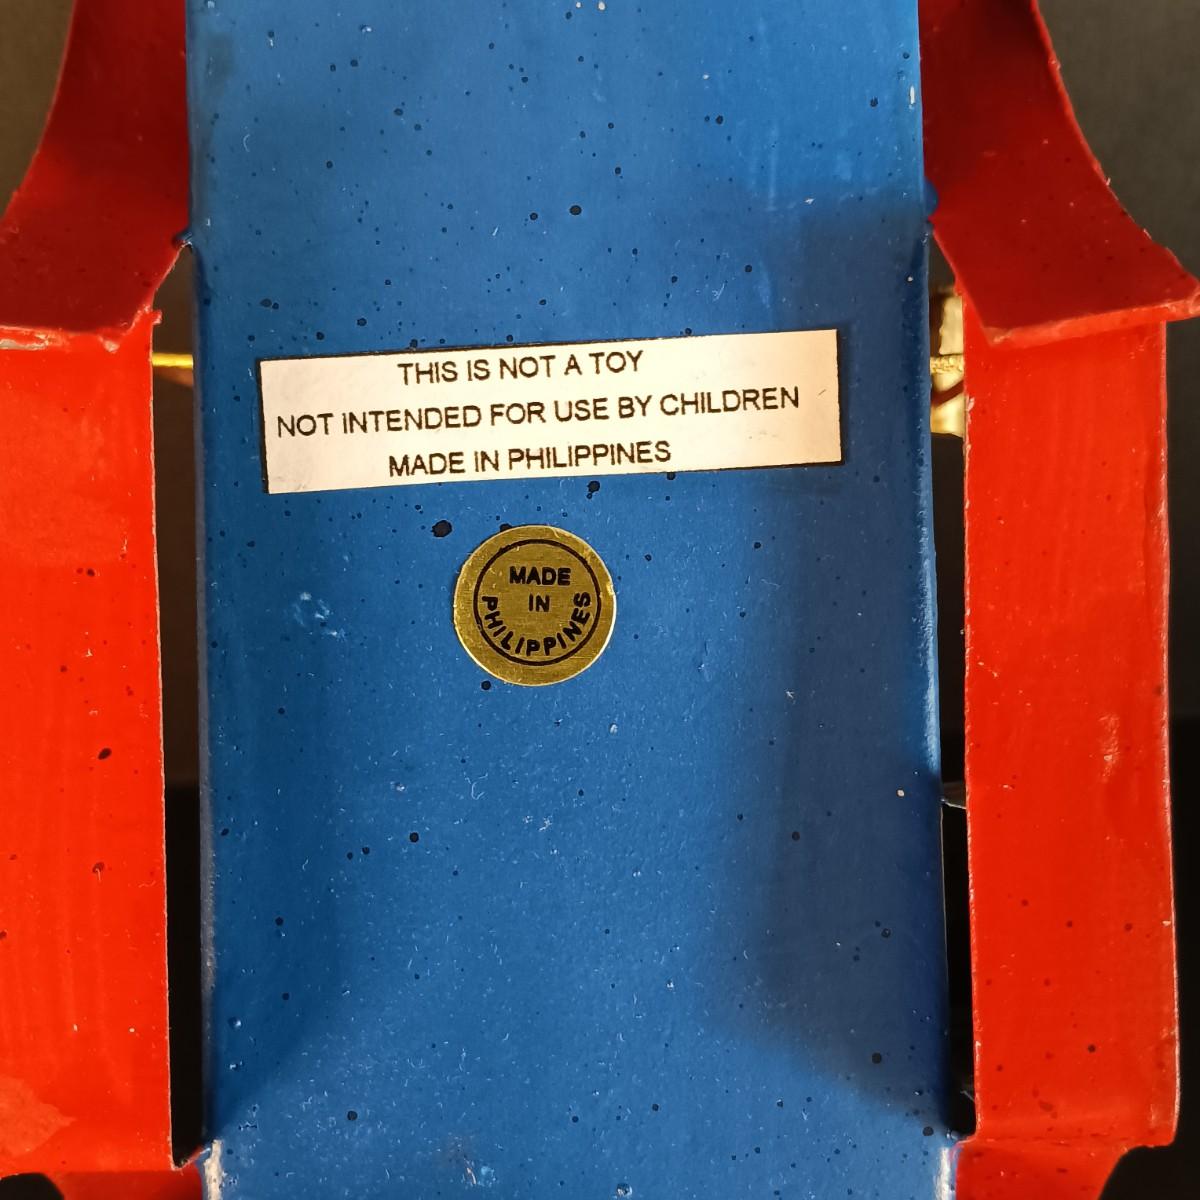 THIS IS NOT A TOY
NOT INTENDED FOR USE BY CHILDREN
MADE IN PHILIPPINES
MADE
IN
PHILIPPINES